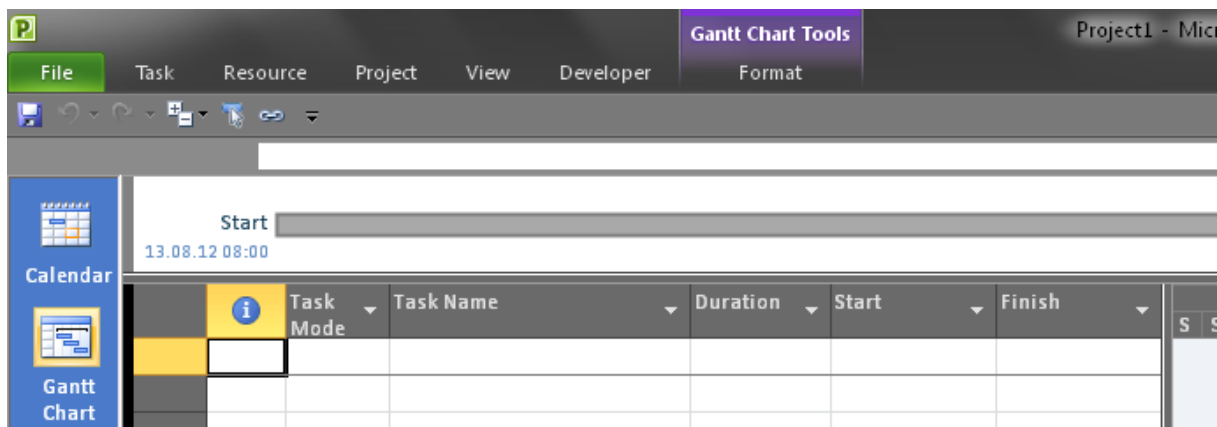 P
Gantt Chart Tools
Project1 - Micr
File Task Resource Project View Developer Format
Start
13.08.12 08:00
Calendar
Gantt
Chart
i
Task
Mode
Task Name
Duration
Start
Finish
S S